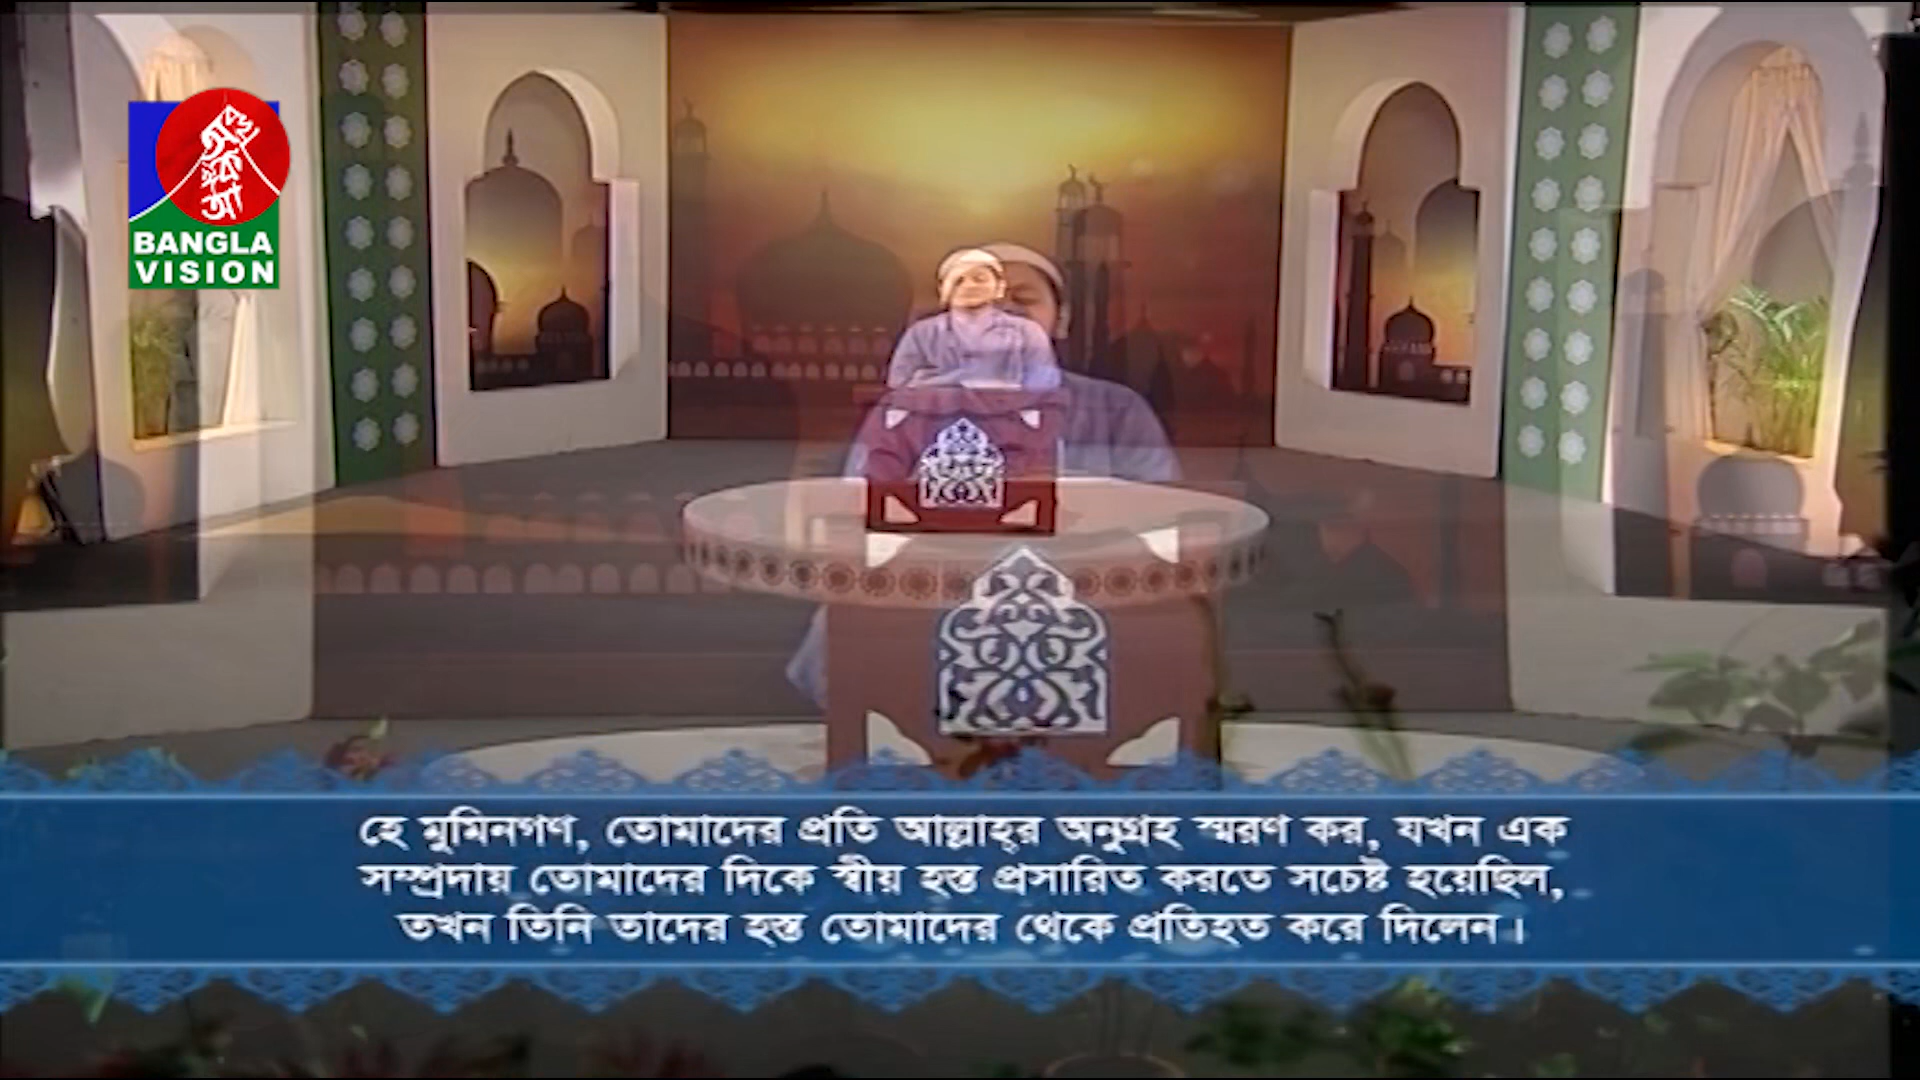 BANGLA
VISION
হে মুমিনগণ, তোমাদের প্রতি আল্লাহ্‌র অনুগ্রহ স্মরণ কর, যখন এক
সম্প্রদায় তোমাদের দিকে স্বীয় হস্ত প্রসারিত করতে সচেষ্ট হয়েছিল,
তখন তিনি তাদের হস্ত তোমাদের থেকে প্রতিহত করে দিলেন।